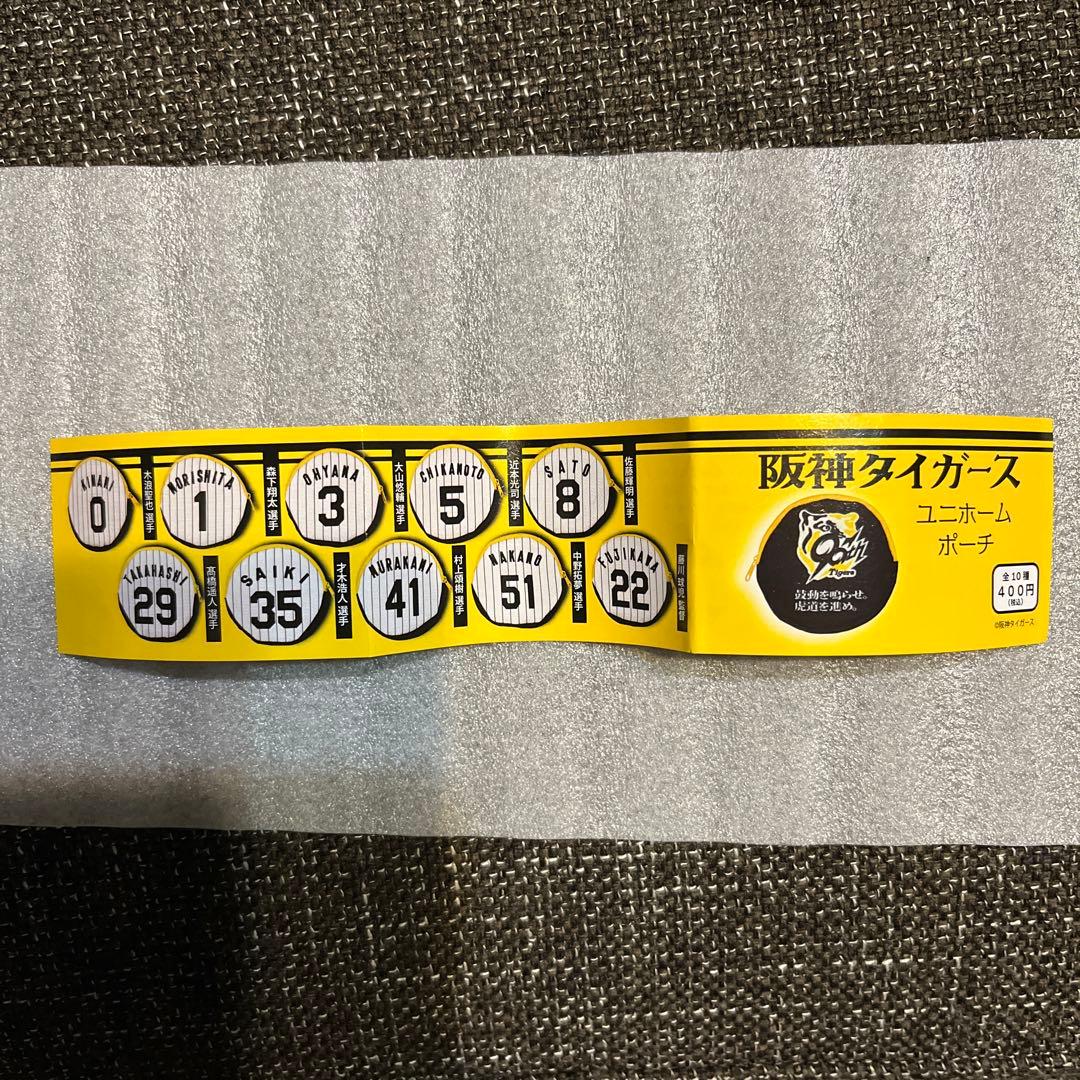 KINAMI
0
木浪聖也 選手
MORISHITA
1
森下翔太 選手
OHYAMA
3
大山悠輔 選手
CHIKAMOTO
5
近本光司 選手
SATO
8
佐藤輝明 選手
TAKAHASHI
29
髙橋遥人 選手
SAIKI
35
才木浩人 選手
MURAKAMI
41
村上頌樹 選手
NAKANO
51
中野拓夢 選手
FUJIKAWA
22
藤川 球児 監督
阪神タイガース
ユニホーム
ポーチ
90th
Tigers
鼓動を鳴らせ。
虎道を進め。
全10種
400円
(税込)
©阪神タイガース